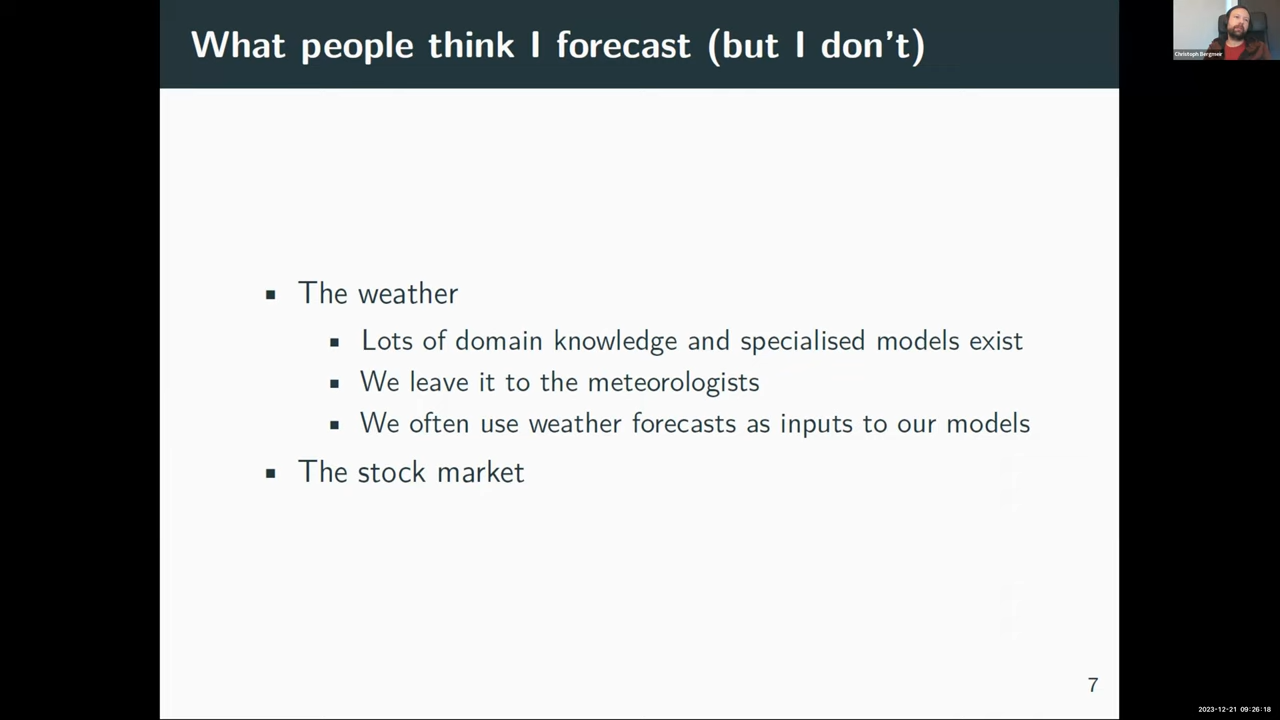 What people think I forecast (but I don't)
Christoph Bergmeir
The weather
Lots of domain knowledge and specialised models exist
We leave it to the meteorologists
We often use weather forecasts as inputs to our models
The stock market
7
2023-12-21 09:26:18